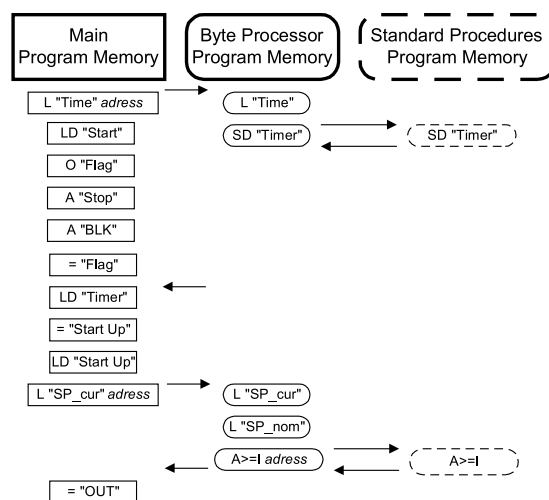 Main
Program Memory
Byte Processor
Program Memory
Standard Procedures
Program Memory
L "Time" adress
L "Time"
LD "Start"
SD "Timer"
SD "Timer"
O "Flag"
A "Stop"
A "BLK"
= "Flag"
LD "Timer"
= "Start Up"
LD "Start Up"
L "SP_cur" adress
L "SP_cur"
L "SP_nom"
A>=I adress
A>=I
= "OUT"